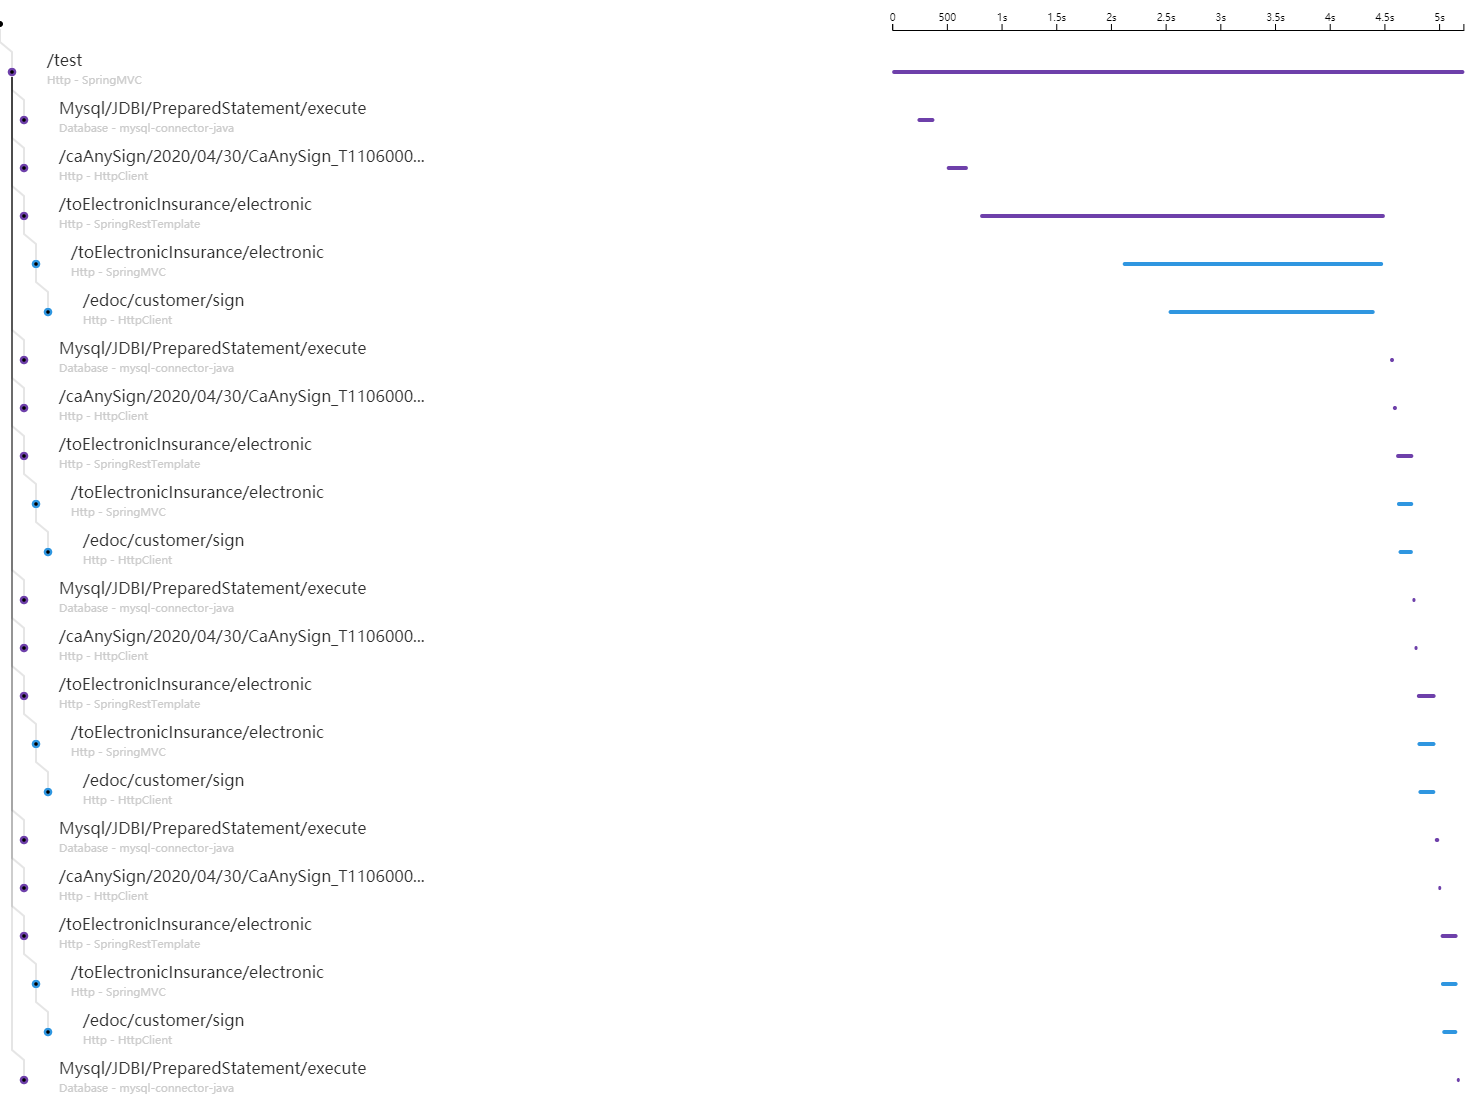 0 500 1s 1.5s 2s 2.5s 3s 3.5s 4s 4.5s 5s
/test
Http - SpringMVC
Mysql/JDBI/PreparedStatement/execute
Database - mysql-connector-java
/caAnySign/2020/04/30/CaAnySign_T1106000...
Http - HttpClient
/toElectronicInsurance/electronic
Http - SpringRestTemplate
/toElectronicInsurance/electronic
Http - SpringMVC
/edoc/customer/sign
Http - HttpClient
Mysql/JDBI/PreparedStatement/execute
Database - mysql-connector-java
/caAnySign/2020/04/30/CaAnySign_T1106000...
Http - HttpClient
/toElectronicInsurance/electronic
Http - SpringRestTemplate
/toElectronicInsurance/electronic
Http - SpringMVC
/edoc/customer/sign
Http - HttpClient
Mysql/JDBI/PreparedStatement/execute
Database - mysql-connector-java
/caAnySign/2020/04/30/CaAnySign_T1106000...
Http - HttpClient
/toElectronicInsurance/electronic
Http - SpringRestTemplate
/toElectronicInsurance/electronic
Http - SpringMVC
/edoc/customer/sign
Http - HttpClient
Mysql/JDBI/PreparedStatement/execute
Database - mysql-connector-java
/caAnySign/2020/04/30/CaAnySign_T1106000...
Http - HttpClient
/toElectronicInsurance/electronic
Http - SpringRestTemplate
/toElectronicInsurance/electronic
Http - SpringMVC
/edoc/customer/sign
Http - HttpClient
Mysql/JDBI/PreparedStatement/execute
Database - mysql-connector-java